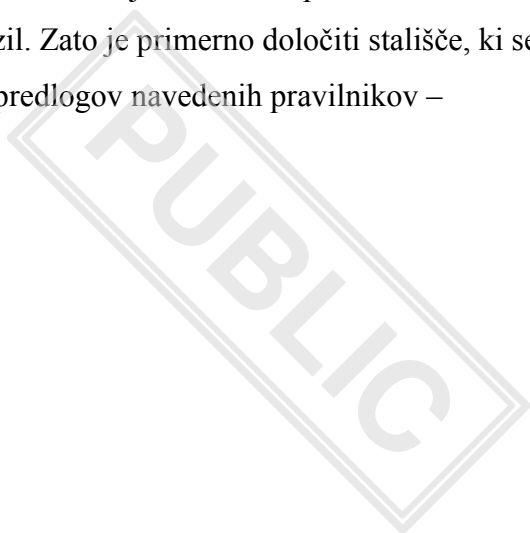 zil. Zato je primerno določiti stališče, ki se
predlogov navedenih pravilnikov –
PUBLIC